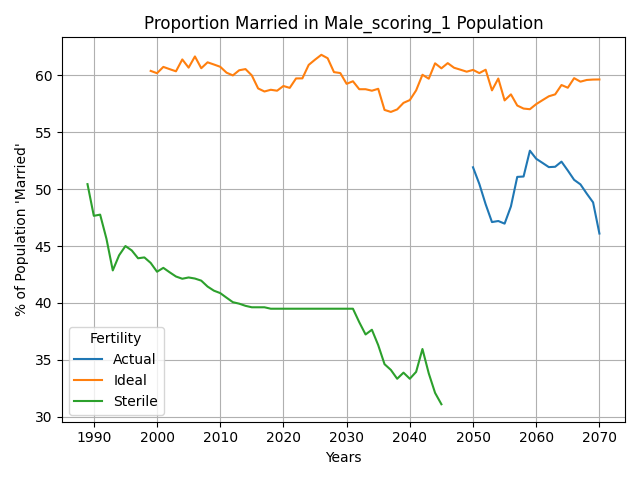 Proportion Married in Male_scoring_1 Population
% of Population 'Married'
60
55
50
45
40
35
30
Fertility
Actual
Ideal
Sterile
1990 2000 2010 2020 2030 2040 2050 2060 2070
Years